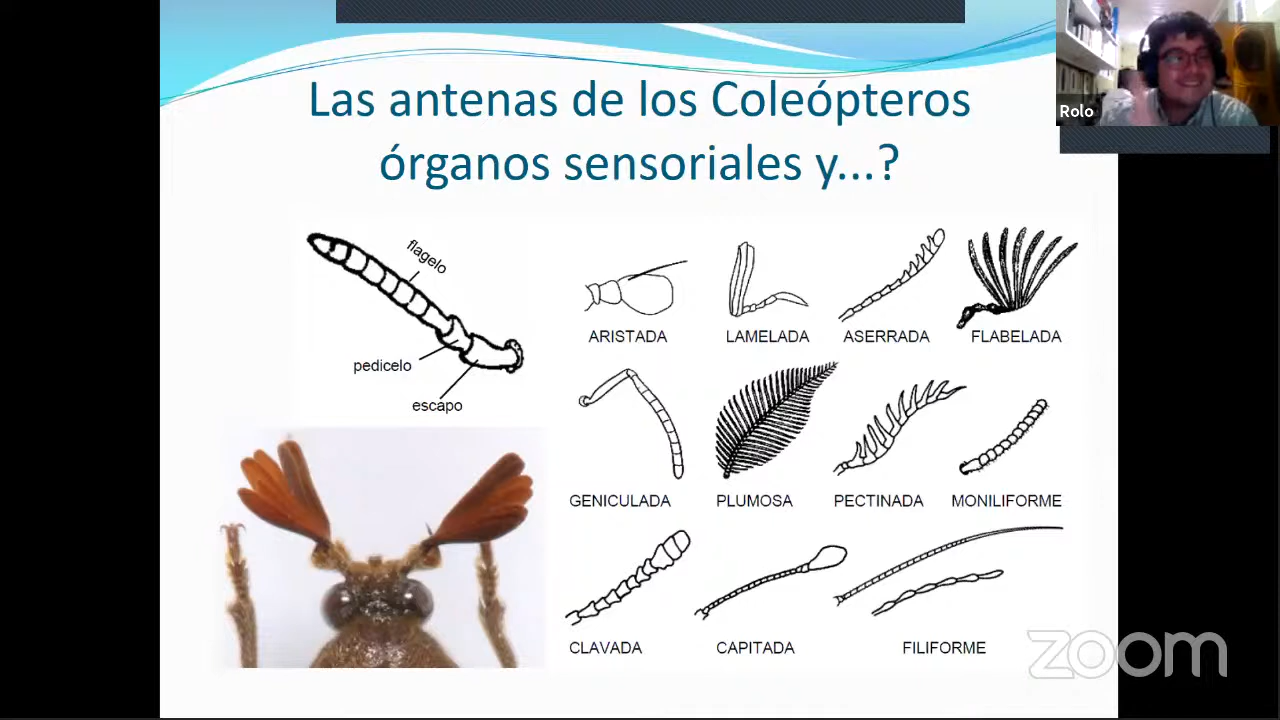 Las antenas de los Coleópteros
órganos sensoriales y...?
Rolo
flagelo
pedicelo
escapo
ARISTADA
LAMELADA
ASERRADA
FLABELADA
GENICULADA
PLUMOSA
PECTINADA
MONILIFORME
CLAVADA
CAPITADA
FILIFORME
zoom